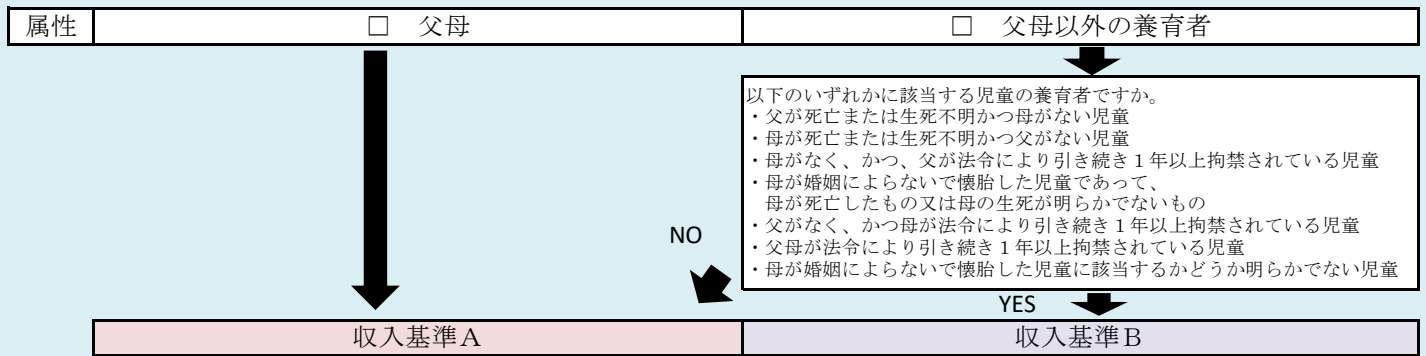 属性
□ 父母
□ 父母以外の養育者
以下のいずれかに該当する児童の養育者ですか。
・父が死亡または生死不明かつ母がない児童
・母が死亡または生死不明かつ父がない児童
・母がなく、かつ、父が法令により引き続き１年以上拘禁されている児童
・母が婚姻によらないで懐胎した児童であって、
母が死亡したもの又は母の生死が明らかでないもの
・父がなく、かつ母が法令により引き続き１年以上拘禁されている児童
・父母が法令により引き続き１年以上拘禁されている児童
・母が婚姻によらないで懐胎した児童に該当するかどうか明らかでない児童
NO
YES
収入基準Ａ
収入基準Ｂ